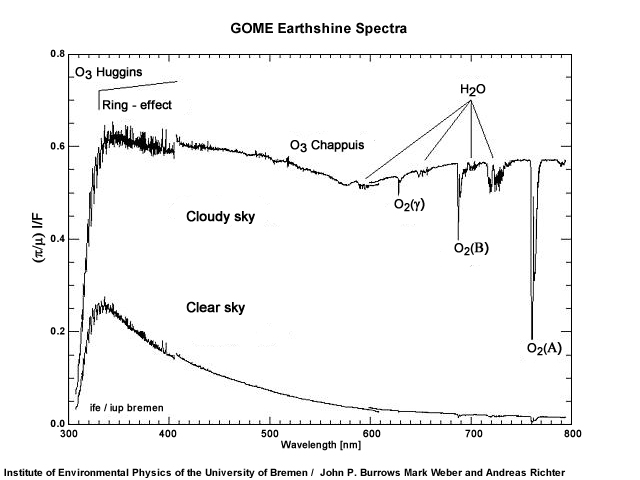 GOME Earthshine Spectra
0.8
O3 Huggins
Ring - effect
H2O
0.6
O3 Chappuis
O2(γ)
Cloudy sky
O2(B)
(π/μ) I/F
0.4
Clear sky
0.2
O2(A)
ife / iup bremen
0.0
300 400 500 600 700 800
Wavelength [nm]
Institute of Environmental Physics of the University of Bremen / John P. Burrows Mark Weber and Andreas Richter